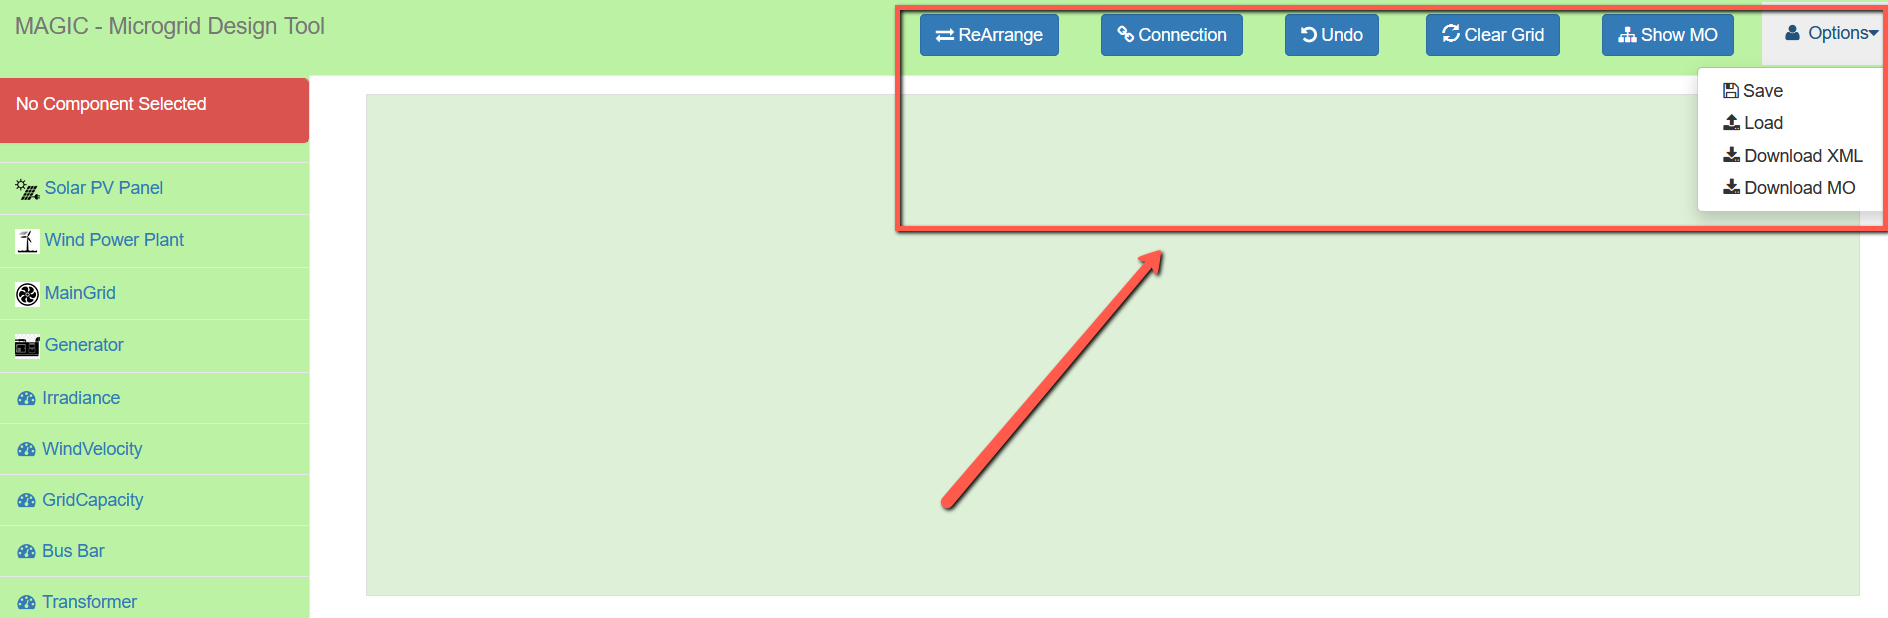 MAGIC - Microgrid Design Tool
ReArrange
Connection
Undo
Clear Grid
Show MO
Options
Save
Load
Download XML
Download MO
No Component Selected
Solar PV Panel
Wind Power Plant
MainGrid
Generator
Irradiance
WindVelocity
GridCapacity
Bus Bar
Transformer